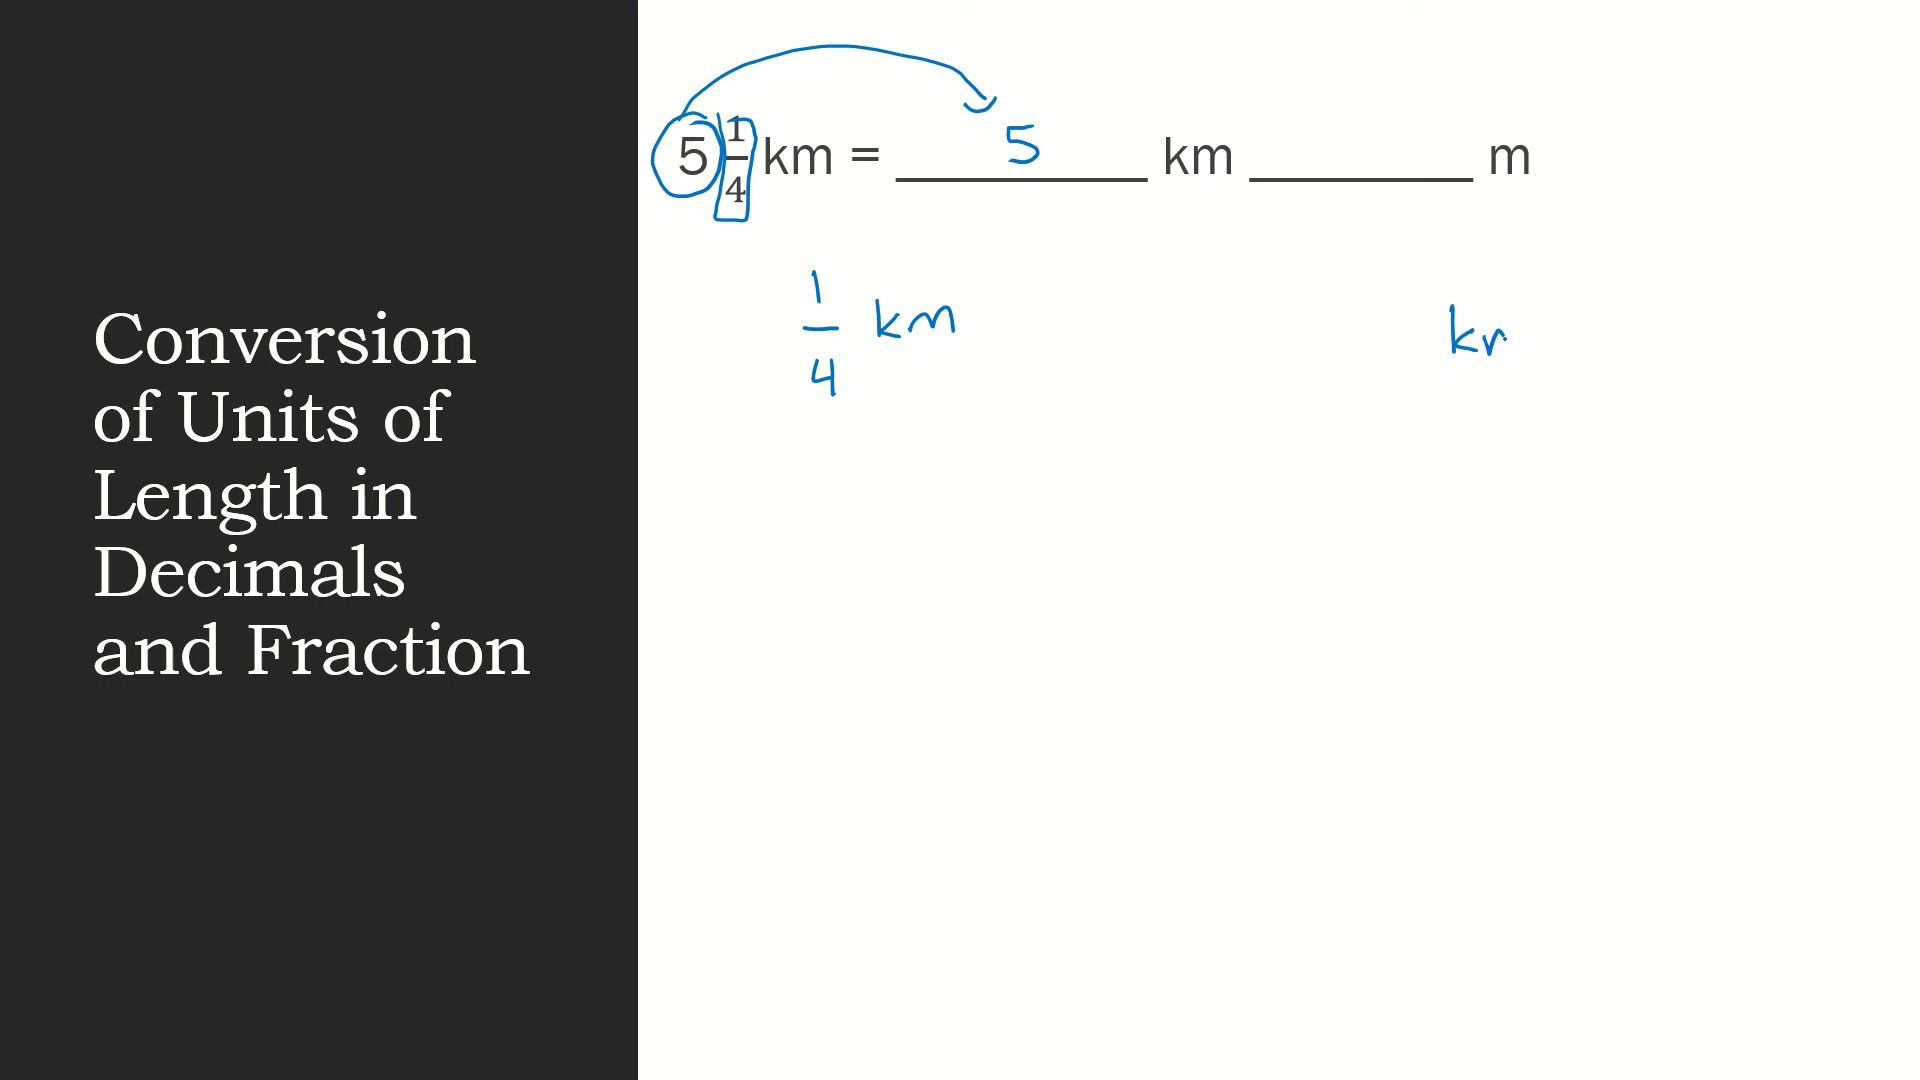 Conversion
of Units of
Length in
Decimals
and Fraction
5 1/4 km = 5 km ________ m
1/4 km
kr